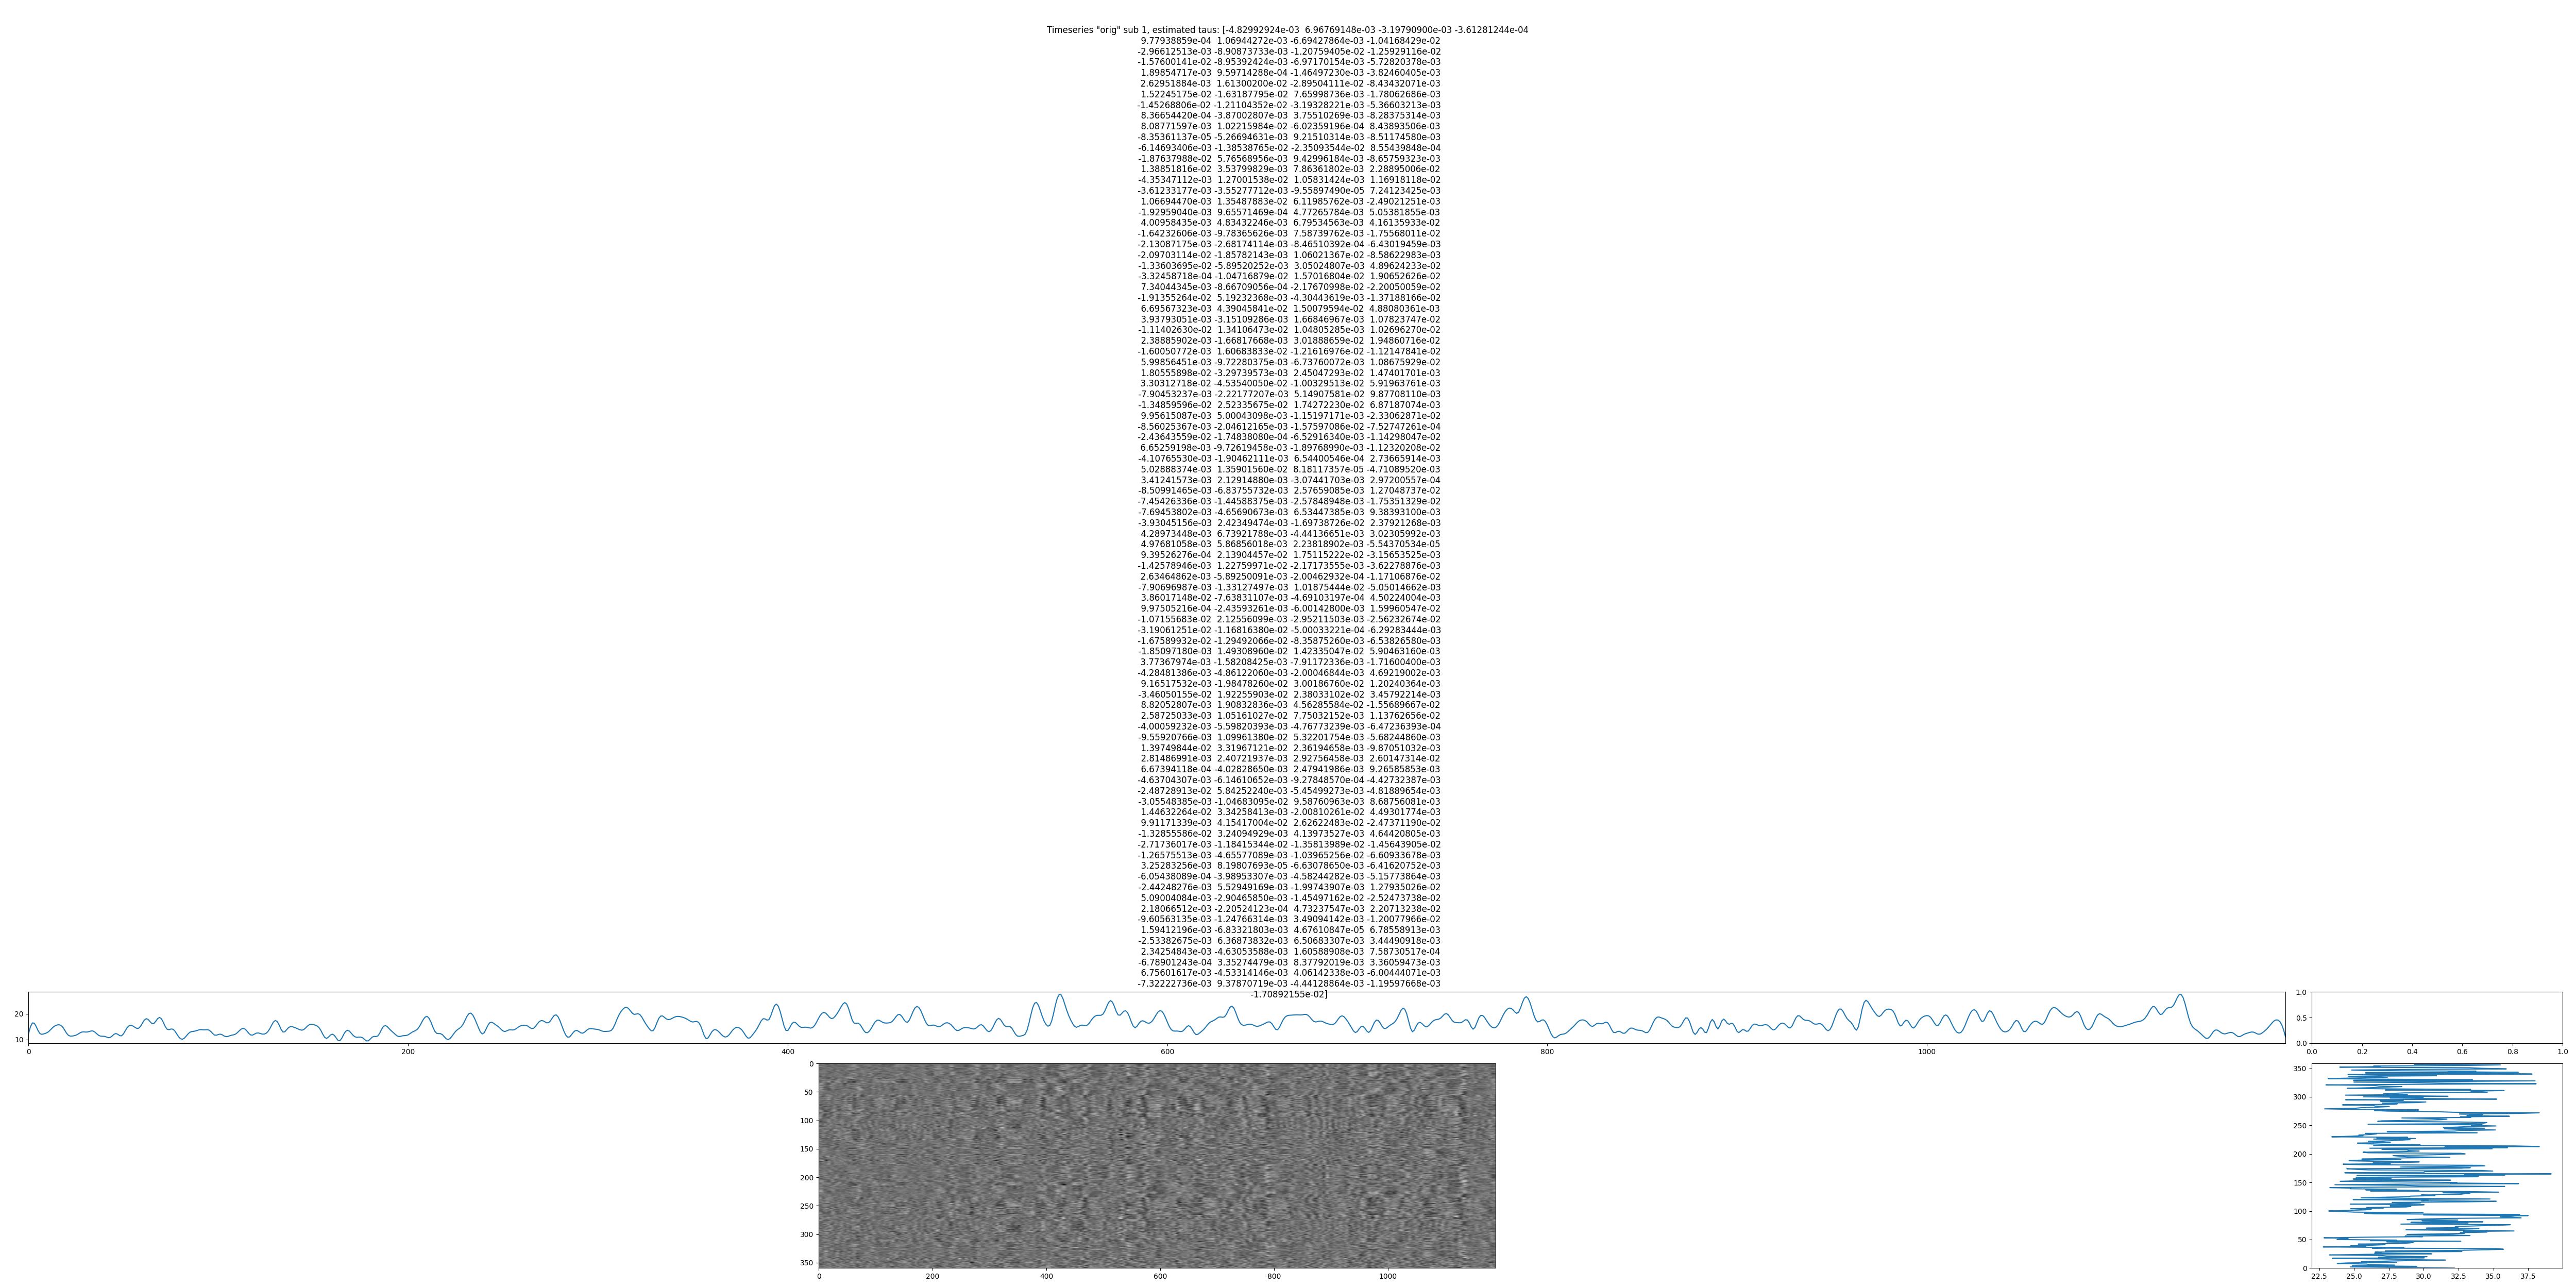 Timeseries "orig" sub 1, estimated taus: [-4.82992924e-03 6.96769148e-03 -3.19790900e-03 -3.61281244e-04
9.77938859e-04 1.06944272e-03 -6.69427864e-03 -1.04168429e-02
-2.96612513e-03 -8.90873733e-03 -1.20759405e-02 -1.25929116e-02
-1.57600141e-02 -8.95392424e-03 -6.97170154e-03 -5.72820378e-03
1.89854717e-03 9.59714288e-04 -1.46497230e-03 -3.82460405e-03
2.62951884e-03 1.61300200e-02 -2.89504111e-02 -8.43432071e-03
1.52245175e-02 -1.63187795e-02 7.65998736e-03 -1.78062686e-03
-1.45268806e-02 -1.21104352e-02 -3.19328221e-03 -5.36603213e-03
8.36654420e-04 -3.87002807e-03 3.75510269e-03 -8.28375314e-03
8.08771597e-03 1.02215984e-02 -6.02359196e-04 8.43893506e-03
-8.35361137e-05 -5.26694631e-03 9.21510314e-03 -8.51174580e-03
-6.14693406e-03 -1.38538765e-02 -2.35093544e-02 8.55439848e-04
-1.87637988e-02 5.76568956e-03 9.42996184e-03 -8.65759323e-03
1.38851816e-02 3.53799829e-03 7.86361802e-03 2.28895006e-02
-4.35347112e-03 1.27001538e-02 1.05831424e-03 1.16918118e-02
-3.61233177e-03 -3.55277712e-03 -9.55897490e-05 7.24123425e-03
1.06694470e-03 1.35487883e-02 6.11985762e-03 -2.49021251e-03
-1.92959040e-03 9.65571469e-04 4.77265784e-03 5.05381855e-03
4.00958435e-03 4.83432246e-03 6.79534563e-03 4.16135933e-02
-1.64232606e-03 -9.78365626e-03 7.58739762e-03 -1.75568011e-02
-2.13087175e-03 -2.68174114e-03 -8.46510392e-04 -6.43019459e-03
-2.09703114e-02 -1.85782143e-03 1.06021367e-02 -8.58622983e-03
-1.33603695e-02 -5.89520252e-03 3.05024807e-03 4.89624233e-02
-3.32458718e-04 -1.04716879e-02 1.57016804e-02 1.90652626e-02
7.34044345e-03 -8.66709056e-04 -2.17670998e-02 -2.20050059e-02
-1.91355264e-02 5.19232368e-03 -4.30443619e-03 -1.37188166e-02
6.69567323e-03 4.39045841e-02 1.50079594e-02 4.88080361e-03
3.93793051e-03 -3.15109286e-03 1.66846967e-03 1.07823747e-02
-1.11402630e-02 1.34106473e-02 1.04805285e-03 1.02696270e-02
2.38885902e-03 -1.66817668e-03 3.01888659e-02 1.94860716e-02
-1.60050772e-03 1.60683833e-02 -1.21616976e-02 -1.12147841e-02
5.99856451e-03 -9.72280375e-03 -6.73760072e-03 1.08675929e-02
1.80555898e-02 -3.29739573e-03 2.45047293e-02 1.47401701e-02
3.30312718e-02 -4.53540050e-02 -1.00329513e-02 5.91963761e-03
-7.90453237e-03 -2.22177207e-03 5.14907581e-02 9.87708110e-03
-1.34859596e-02 2.52335675e-02 1.74272230e-02 6.87187074e-03
9.95615087e-03 5.00043098e-03 -1.15197171e-03 -2.33062871e-02
-8.56025367e-03 -2.04612165e-03 -1.57597086e-02 -7.52747261e-04
-2.43643559e-02 -1.74838080e-04 -6.52916340e-03 -1.14298047e-02
6.65259198e-03 -9.72619458e-03 -1.89768990e-03 -1.12320208e-02
-4.10765530e-03 -1.90462111e-03 6.54400546e-04 2.73665914e-03
5.02888374e-03 1.35901560e-02 8.18117357e-05 -4.71089520e-03
3.41241573e-03 2.12914880e-03 -3.07441703e-03 2.97200557e-04
-8.50991465e-03 -6.83755732e-03 2.57659085e-03 1.27048737e-02
-7.45426336e-03 -1.44588375e-03 -2.57848948e-03 -1.75351329e-02
-7.69453802e-03 -4.65690673e-03 6.53447385e-03 9.38393100e-03
-3.93045156e-03 2.42349474e-03 -1.69738726e-02 2.37921268e-03
4.28973448e-03 6.73921788e-03 -4.44136651e-03 3.02305992e-03
4.97681058e-03 5.86856018e-03 2.23818902e-03 -5.54370534e-05
9.39526276e-04 2.13904457e-02 1.75115222e-02 -3.15653525e-03
-1.42578946e-03 1.22759971e-02 -2.17173555e-03 -3.62278876e-03
2.63464862e-03 -5.89250091e-03 -2.00462932e-04 -1.17106876e-02
-7.90696987e-03 -1.33127497e-03 1.01875444e-02 -5.05014662e-03
3.86017148e-02 -7.63831107e-03 -4.69103197e-04 4.50224004e-03
9.97505216e-04 -2.43593261e-03 -6.00142800e-03 1.59960547e-02
-1.07155683e-02 2.12556099e-03 -2.95211503e-03 -2.56232674e-02
-3.19061251e-02 -1.16816380e-02 -5.00033221e-04 -6.29283444e-03
-1.67589932e-02 -1.29492066e-02 -8.35875260e-03 -6.53826580e-03
-1.85097180e-03 1.49308960e-02 1.42335047e-02 5.90463160e-03
3.77367974e-03 -1.58208425e-03 -7.91172336e-03 -1.71600400e-03
-4.28481386e-03 -4.86122060e-03 -2.00046844e-03 4.69219002e-03
9.16517532e-03 -1.98478260e-02 3.00186760e-02 1.20240364e-03
-3.46050155e-02 1.92255903e-02 2.38033102e-02 3.45792214e-03
8.82052807e-03 1.90832836e-03 4.56285584e-02 -1.55689667e-02
2.58725033e-03 1.05161027e-02 7.75032152e-03 1.13762656e-02
-4.00059232e-03 -5.59820393e-03 -4.76773239e-03 -6.47236393e-04
-9.55920766e-03 1.09961380e-02 5.32201754e-03 -5.68244860e-03
1.39749844e-02 3.31967121e-02 2.36194658e-03 -9.87051032e-03
2.81486991e-03 2.40721937e-03 2.92756458e-03 2.60147314e-02
6.67394118e-04 -4.02828650e-03 2.47941986e-03 9.26585853e-03
-4.63704307e-03 -6.14610652e-03 -9.27848570e-04 -4.42732387e-03
-2.48728913e-02 5.84252240e-03 -5.45499273e-03 -4.81889654e-03
-3.05548385e-03 -1.04683095e-02 9.58760963e-03 8.68756081e-03
1.44632264e-02 3.34258413e-03 -2.00810261e-02 4.49301774e-03
9.91171339e-03 4.15417004e-02 2.62622483e-02 -2.47371190e-02
-1.32855586e-02 3.24094929e-03 4.13973527e-03 4.64420805e-03
-2.71736017e-03 -1.18415344e-02 -1.35813989e-02 -1.45643905e-02
-1.26575513e-03 -4.65577089e-03 -1.03965256e-02 -6.60933678e-03
3.25283256e-03 8.19807693e-05 -6.63078650e-03 -6.41620752e-03
-6.05438089e-04 -3.98953307e-03 -4.58244282e-03 -5.15773864e-03
-2.44248276e-03 5.52949169e-03 -1.99743907e-03 1.27935026e-02
5.09004084e-03 -2.90465850e-03 -1.45497162e-02 -2.52473738e-02
2.18066512e-03 -2.20524123e-04 4.73237547e-03 2.20713238e-02
-9.60563135e-03 -1.24766314e-03 3.49094142e-03 -1.20077966e-02
1.59412196e-03 -6.83321803e-03 4.67610847e-05 6.78558913e-03
-2.53382675e-03 6.36873832e-03 6.50683307e-03 3.44490918e-03
2.34254843e-03 -4.63053588e-03 1.60588908e-03 7.58730517e-04
-6.78901243e-04 3.35274479e-03 8.37792019e-03 3.36059473e-03
6.75601617e-03 -4.53314146e-03 4.06142338e-03 -6.00444071e-03
-7.32222736e-03 9.37870719e-03 -4.44128864e-03 -1.19597668e-03
-1.70892155e-02]
20
10
0 200 400 600 800 1000
1.0
0.5
0.0
0.0 0.2 0.4 0.6 0.8 1.0
0
50
100
150
200
250
300
350
0 200 400 600 800 1000
350
300
250
200
150
100
50
0
22.5 25.0 27.5 30.0 32.5 35.0 37.5